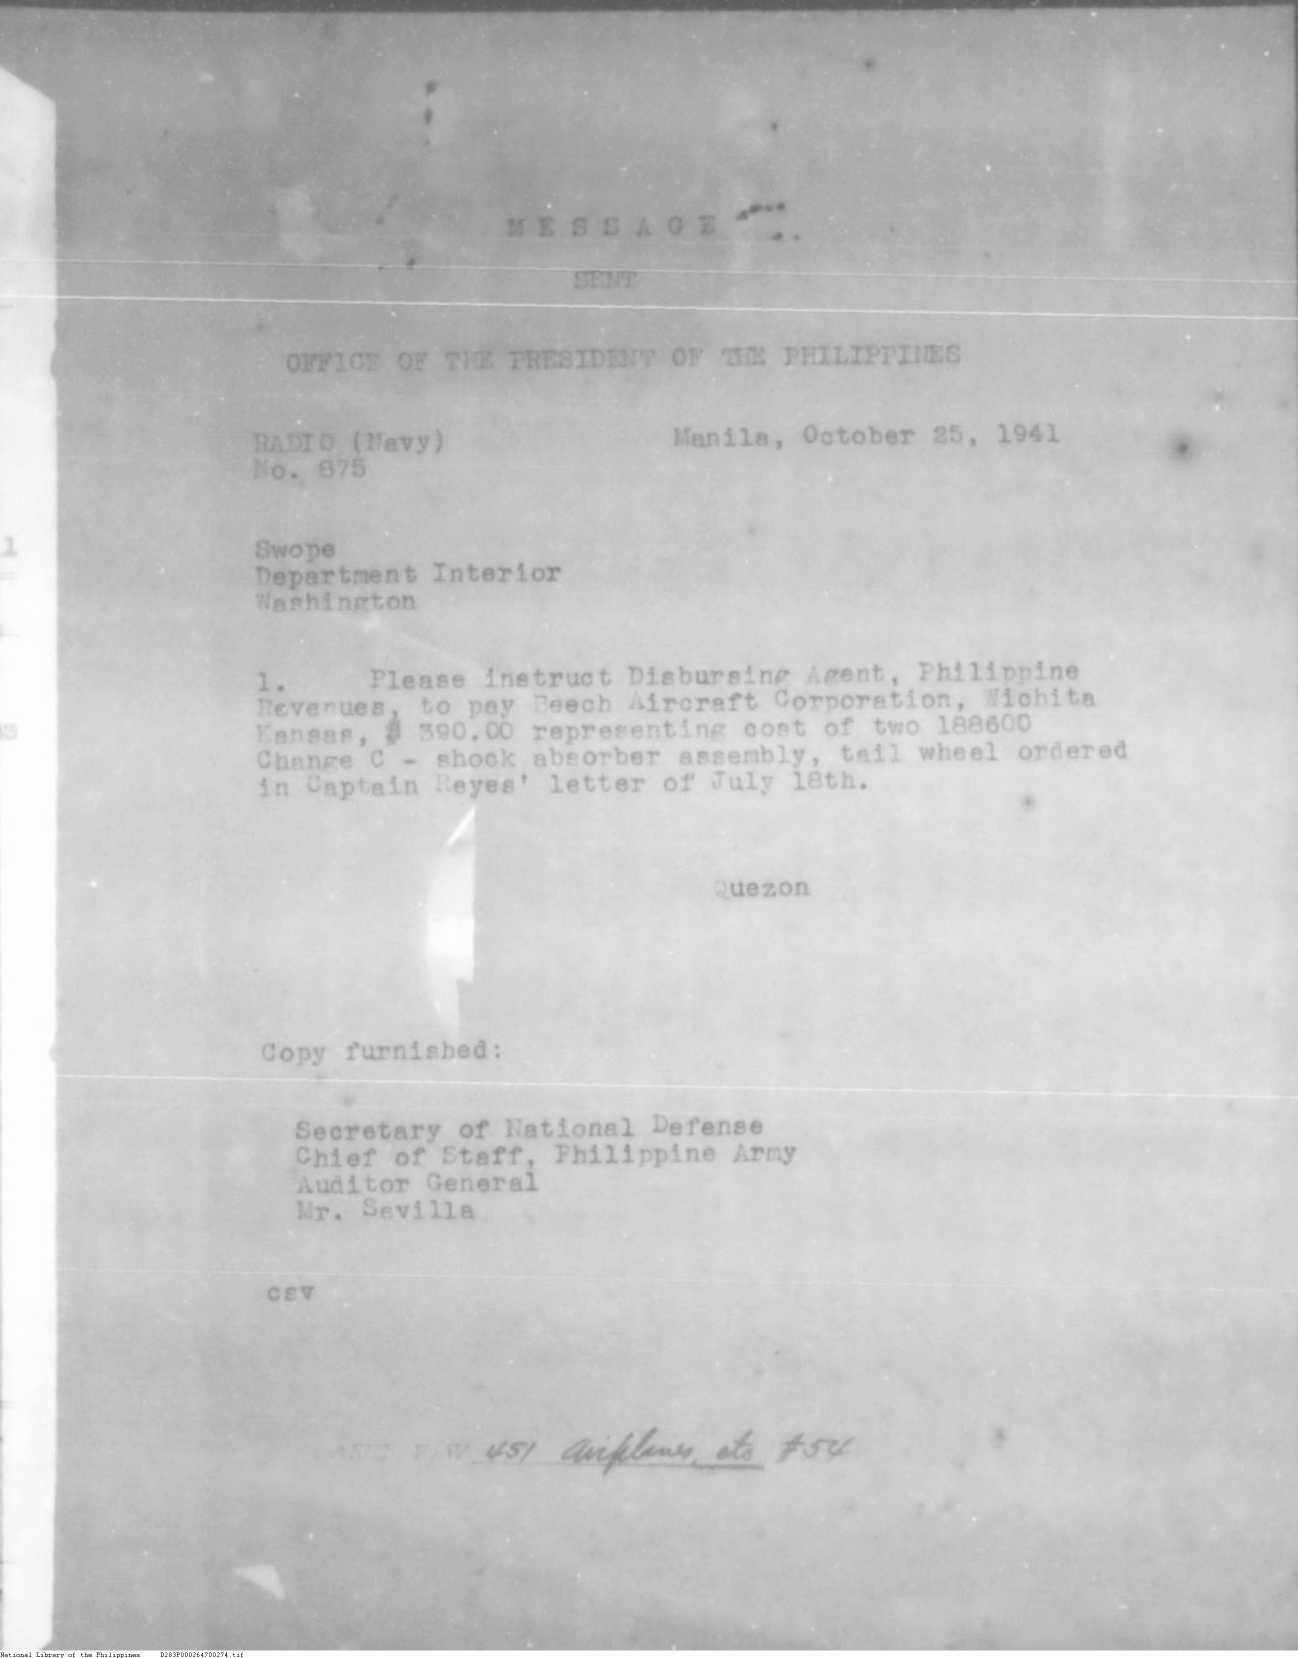 MESSAGE
SENT
OFFICE OF THE PRESIDENT OF THE PHILIPPINES
RADIO (Navy) Manila, October 25, 1941
No. 875
Swope
Department Interior
Washington
1. Please instruct Disbursing Agent, Philippine
Revenues, to pay Beech Aircraft Corporation, Wichita
Kansas, $ 390.00 representing cost of two 188600
Change C - shock absorber assembly, tail wheel ordered
in Captain Reyes' letter of July 18th.
Quezon
Copy furnished:
Secretary of National Defense
Chief of Staff, Philippine Army
Auditor General
Mr. Sevilla
csv
451 airplanes, etc #54
National Library of the Philippines D283P000264700274.tif